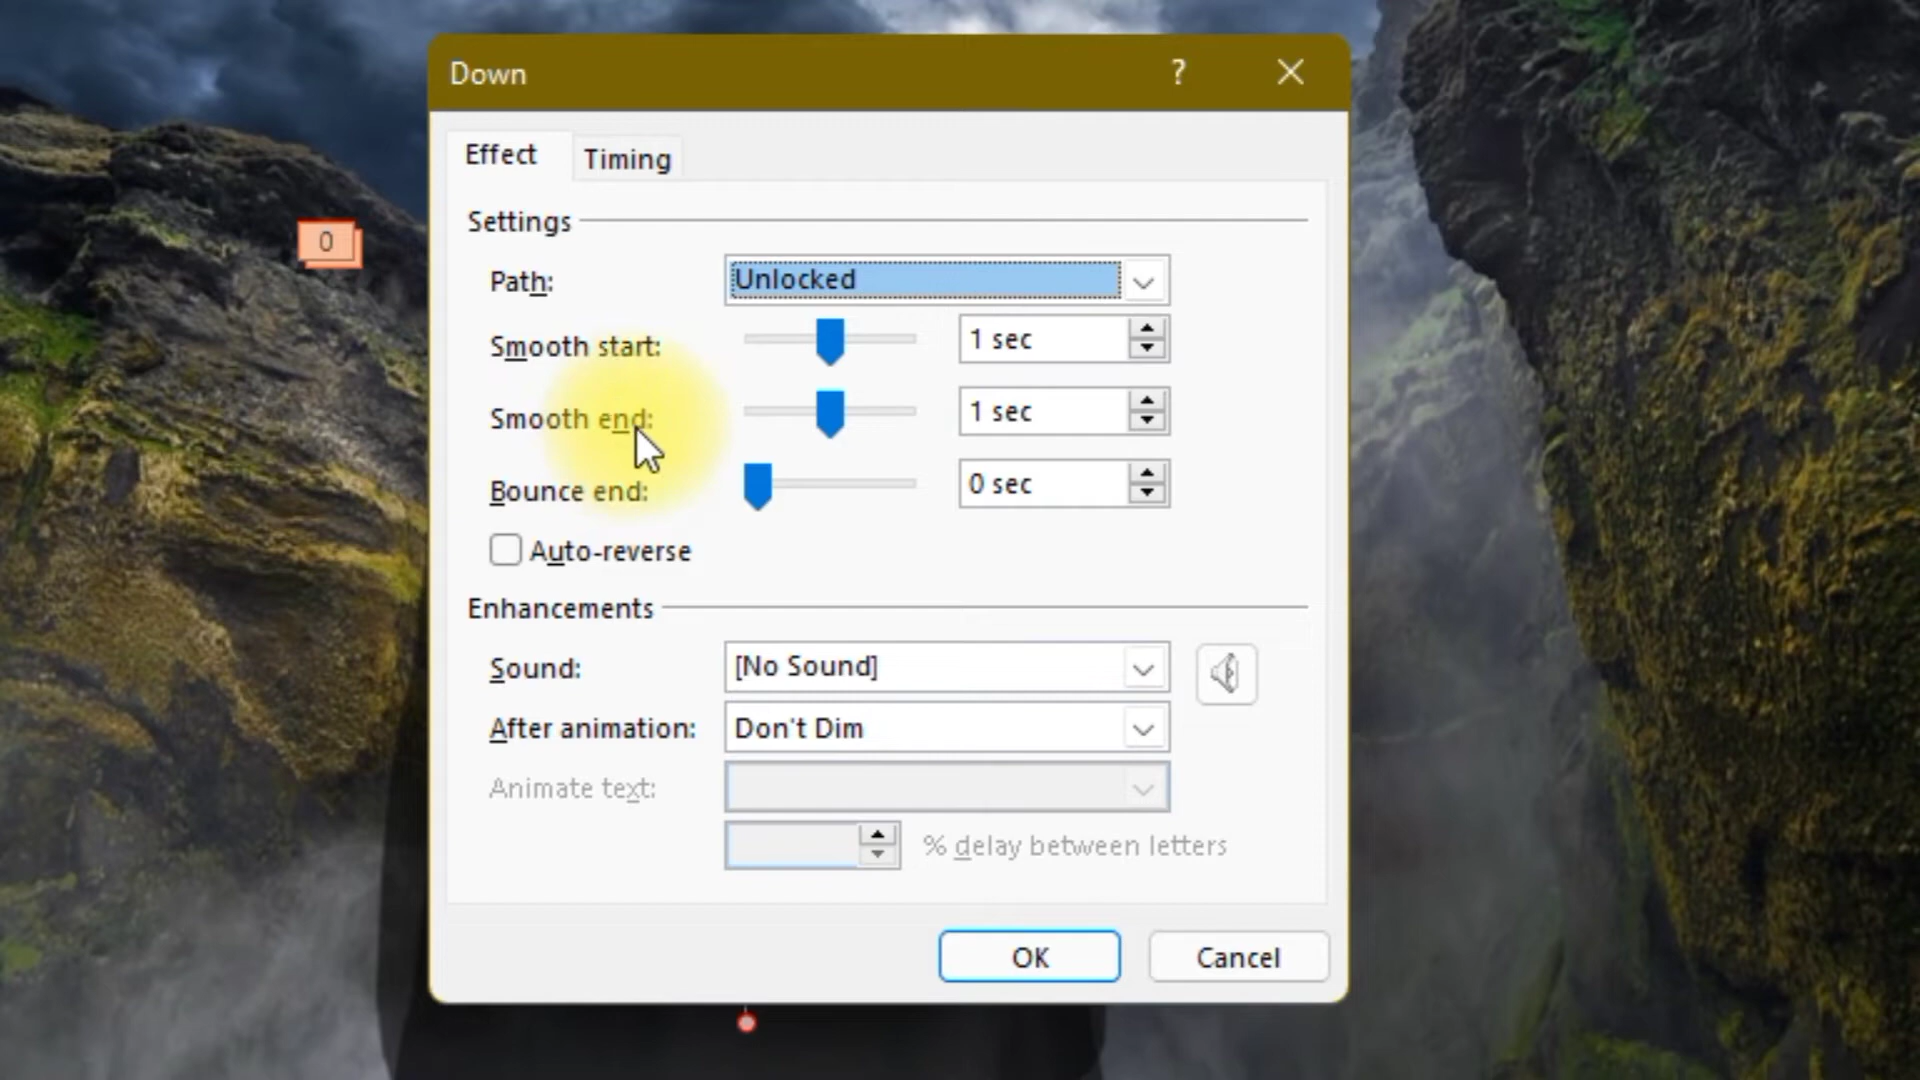 Down ?
Effect Timing
0
Settings
Path: Unlocked
Smooth start: 1 sec
Smooth end: 1 sec
Bounce end: 0 sec
Auto-reverse
Enhancements
Sound: [No Sound]
After animation: Don't Dim
Animate text:
% delay between letters
OK Cancel